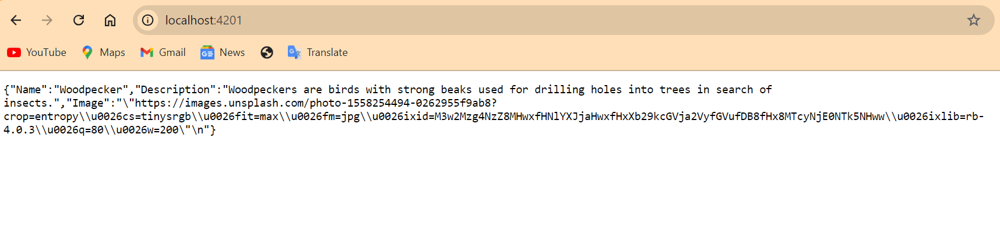 localhost:4201
YouTube Maps Gmail News Translate
{"Name":"Woodpecker","Description":"Woodpeckers are birds with strong beaks used for drilling holes into trees in search of
insects.","Image":"\"https://images.unsplash.com/photo-1558254494-0262955f9ab8?
crop=entropy\\u0026cs=tinysrgb\\u0026fit=max\\u0026fm=jpg\\u0026ixid=M3w2Mzg4NzZ8MHwxfHNlYXJjaHwxfHxXb29kcGVja2VyfGVufDB8fHx8MTcyNjE0NTk5NHww\\u0026ixlib=rb-
4.0.3\\u0026q=80\\u0026w=200\"\n"}